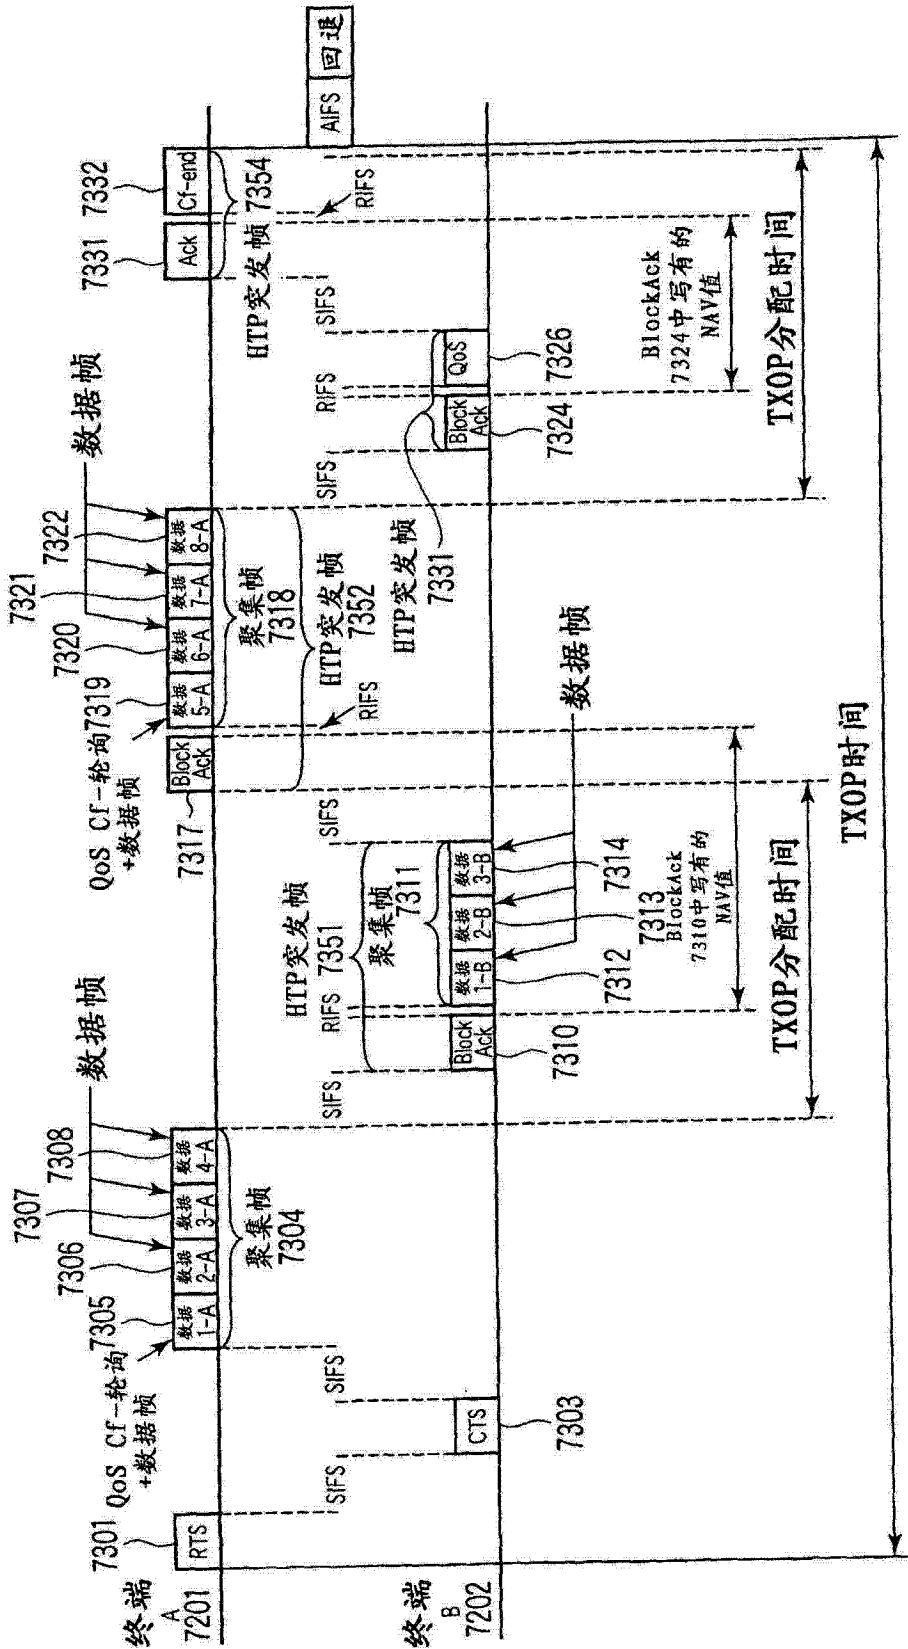 终端
A
7201
终端
B
7202
7301
RTS
SIFS
CTS
7303
SIFS
QoS Cf-轮询
+数据帧
7305
7306
7307
7308
数据帧
数据
1-A
数据
2-A
数据
3-A
数据
4-A
聚集帧
7304
SIFS
Block
Ack
7310
RIFS
HTP突发帧
7351
聚集帧
7311
数据
1-B
数据
2-B
数据
3-B
7312
7313
7314
数据帧
BlockAck
7310中写有的
NAV值
TXOP分配时间
SIFS
QoS Cf-轮询
+数据帧
7317
Block
Ack
RIFS
7319
7320
7321
7322
数据帧
数据
5-A
数据
6-A
数据
7-A
数据
8-A
聚集帧
7318
HTP突发帧
7352
HTP突发帧
7331
SIFS
Block
Ack
7324
RIFS
QoS
7326
SIFS
BlockAck
7324中写有的
NAV值
TXOP分配时间
7331
Ack
7332
Cf-end
HTP突发帧
7354
RIFS
AIFS
回退
TXOP时间